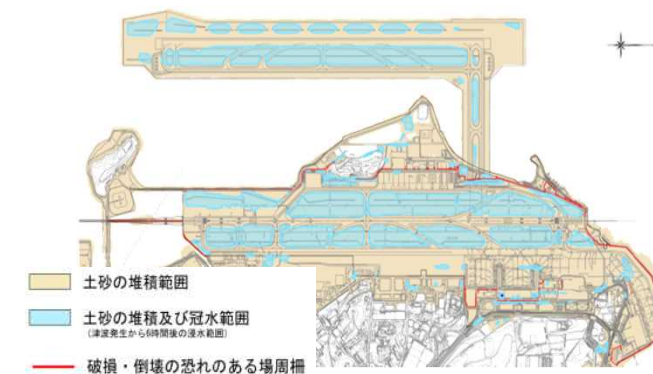 土砂の堆積範囲
土砂の堆積及び冠水範囲
(津波発生から6時間後の浸水範囲)
破損・倒壊の恐れのある場周柵